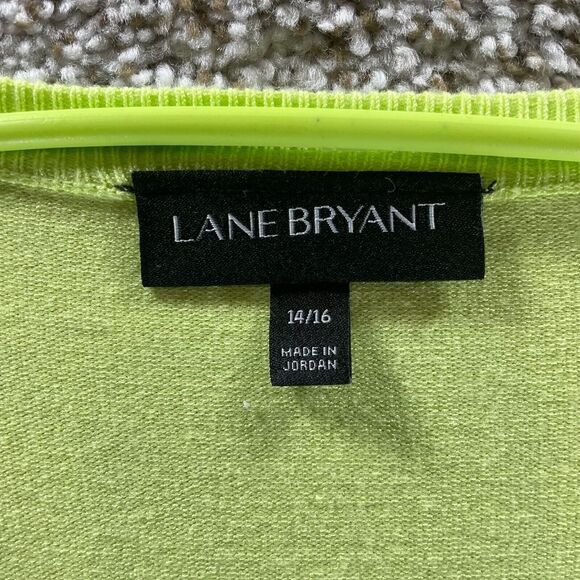 LANE BRYANT
14/16
MADE IN
JORDAN